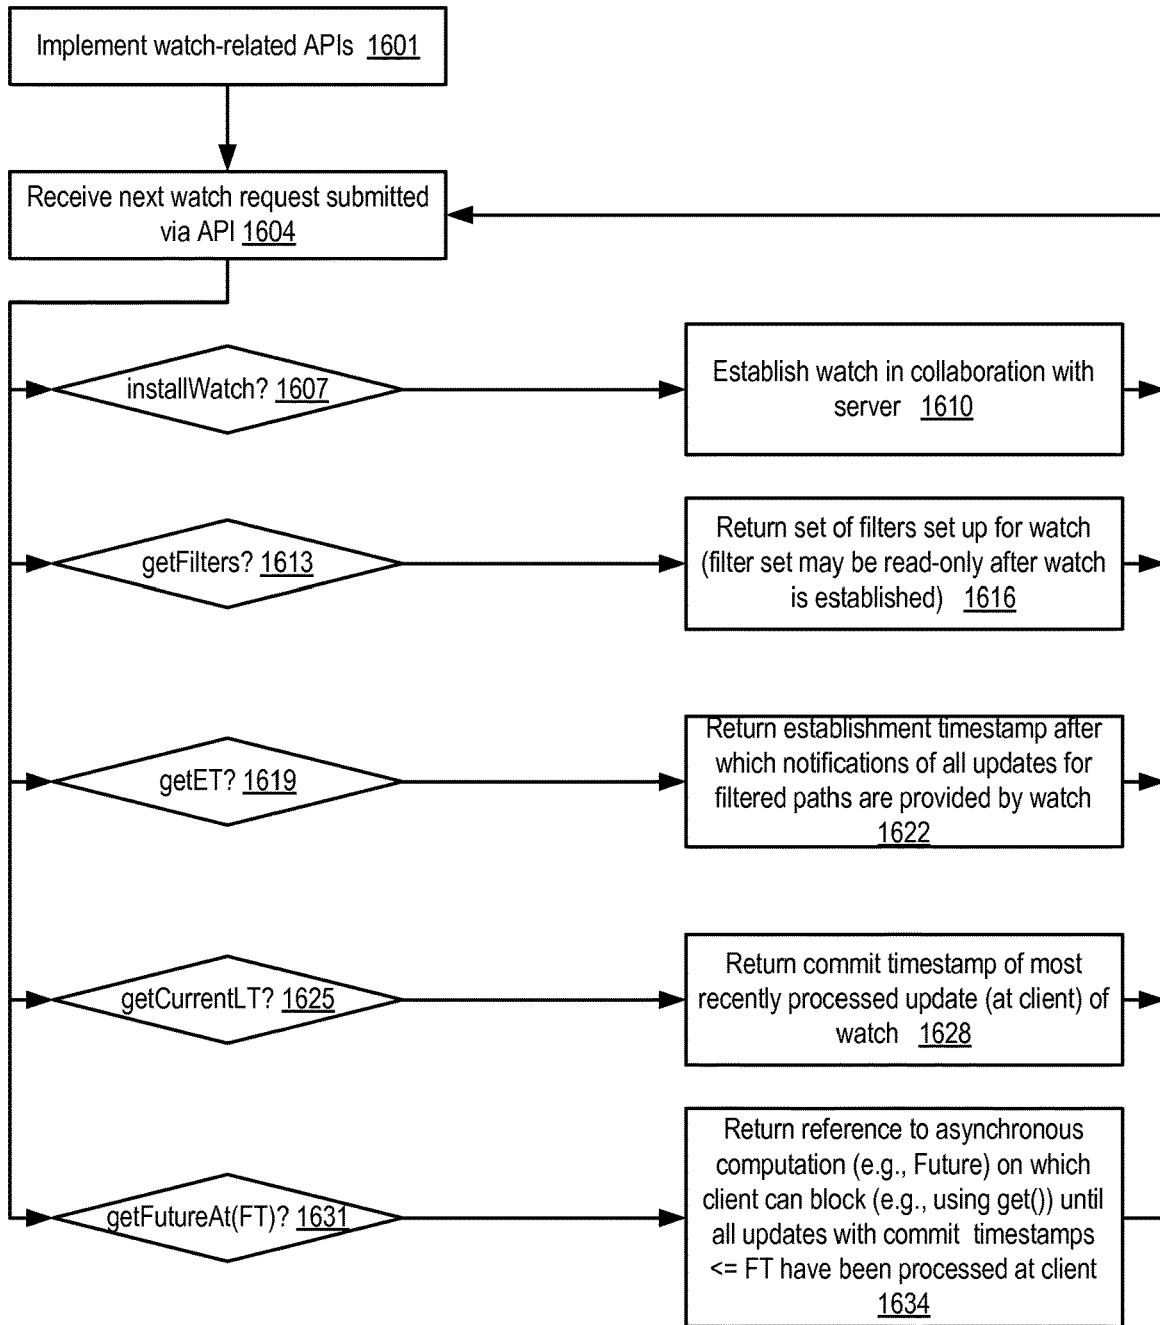 Implement watch-related APIs 1601
Receive next watch request submitted
via API 1604
installWatch? 1607
Establish watch in collaboration with
server 1610
getFilters? 1613
Return set of filters set up for watch
(filter set may be read-only after watch
is established) 1616
getET? 1619
Return establishment timestamp after
which notifications of all updates for
filtered paths are provided by watch
1622
getCurrentLT? 1625
Return commit timestamp of most
recently processed update (at client) of
watch 1628
getFutureAt(FT)? 1631
Return reference to asynchronous
computation (e.g., Future) on which
client can block (e.g., using get()) until
all updates with commit timestamps
<= FT have been processed at client
1634